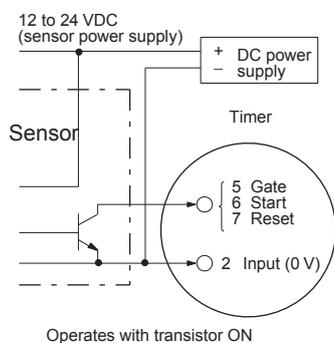 12 to 24 VDC
(sensor power supply)
+ DC power
− supply
Timer
Sensor
5 Gate
6 Start
7 Reset
2 Input (0 V)
Operates with transistor ON